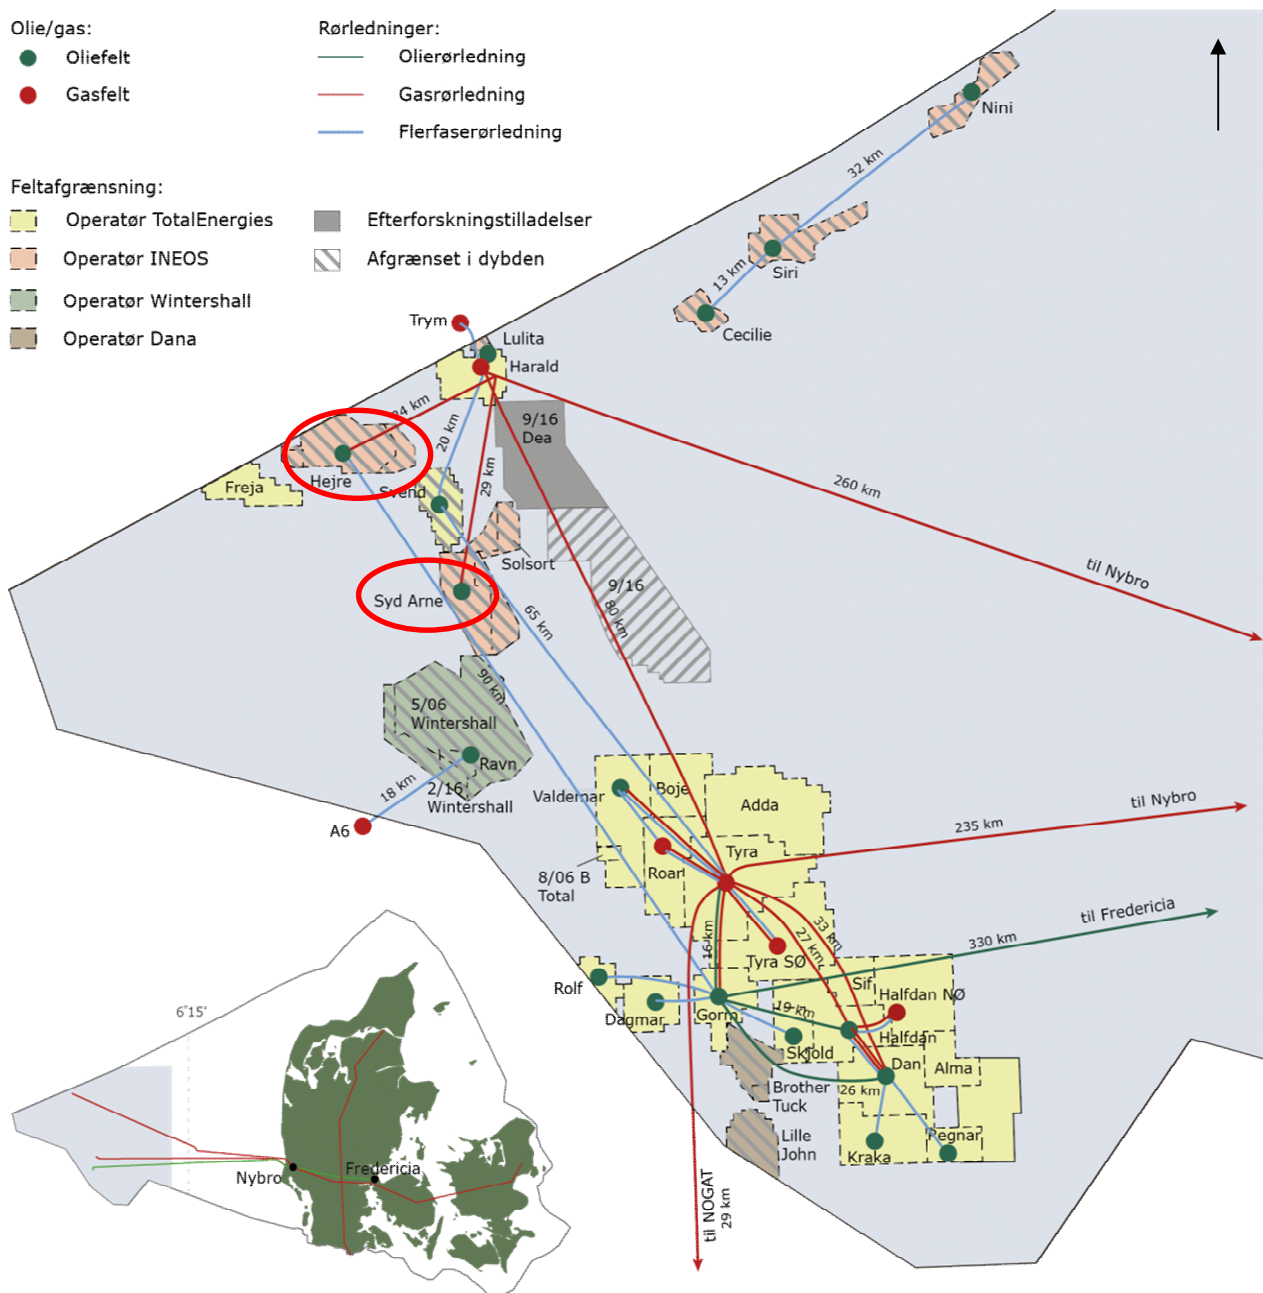 Olie/gas:
Oliefelt
Gasfelt
Rørledninger:
Olierørledning
Gasrørledning
Flerfaserørledning
Feltafgrænsning:
Operatør TotalEnergies
Operatør INEOS
Operatør Wintershall
Operatør Dana
Efterforskningstilladelser
Afgrænset i dybden
Nini
32 km
Siri
13 km
Cecilie
Trym
Lulita
Harald
24 km
20 km
9/16
Dea
Hejre
Freja
Svend
29 km
260 km
Solsort
til Nybro
9/16
Syd Arne
80 km
65 km
90 km
5/06
Wintershall
Ravn
18 km
2/16
Wintershall
A6
Valdemar
Boje
Adda
til Nybro
235 km
Tyra
8/06 B
Total
Roar
til Fredericia
330 km
33 km
27 km
16 km
Tyra SØ
Rolf
Sif
Halfdan NØ
Dagmar
Gorm
19 km
Halfdan
Skjold
Dan
Alma
26 km
Brother
Tuck
Lille
John
Regnar
Kraka
til NOGAT
29 km
6°15'
Nybro
Fredericia